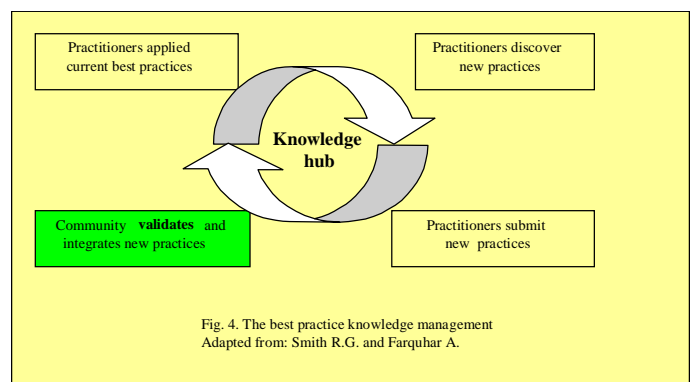 Practitioners applied
current best practices
Practitioners discover
new practices
Knowledge
hub
Community validates and
integrates new practices
Practitioners submit
new practices
Fig. 4. The best practice knowledge management
Adapted from: Smith R.G. and Farquhar A.